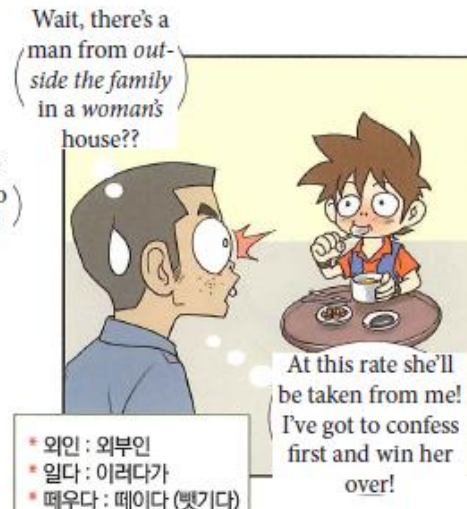 Wait, there's a
man from out-
side the family
in a woman's
house??
At this rate she'll
be taken from me!
I've got to confess
first and win her
over!
* 외인 : 외부인
* 일다 : 이러다가
* 떼우다 : 떼이다 (뺏기다)